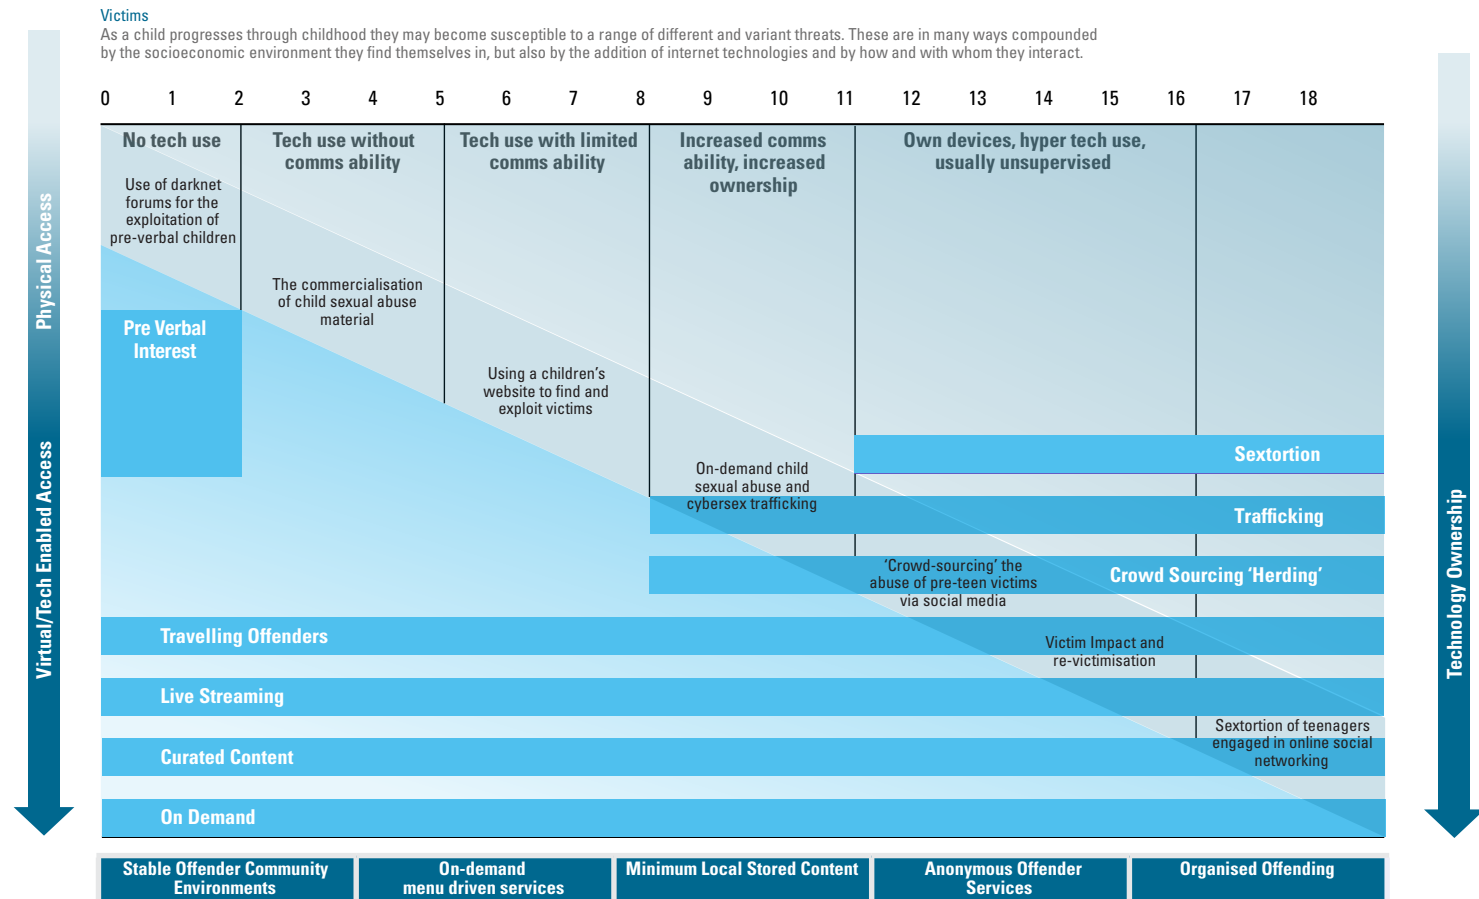 Victims
As a child progresses through childhood they may become susceptible to a range of different and variant threats. These are in many ways compounded
by the socioeconomic environment they find themselves in, but also by the addition of internet technologies and by how and with whom they interact.
0 1 2 3 4 5 6 7 8 9 10 11 12 13 14 15 16 17 18
No tech use
Tech use without
comms ability
Tech use with limited
comms ability
Increased comms
ability, increased
ownership
Own devices, hyper tech use,
usually unsupervised
Use of darknet
forums for the
exploitation of
pre-verbal children
The commercialisation
of child sexual abuse
material
Using a children's
website to find and
exploit victims
On-demand child
sexual abuse and
cybersex trafficking
'Crowd-sourcing' the
abuse of pre-teen victims
via social media
Victim Impact and
re-victimisation
Sextortion of teenagers
engaged in online social
networking
Pre Verbal
Interest
Sextortion
Trafficking
Crowd Sourcing 'Herding'
Travelling Offenders
Live Streaming
Curated Content
On Demand
Physical Access
Virtual/Tech Enabled Access
Technology Ownership
Stable Offender Community
Environments
On-demand
menu driven services
Minimum Local Stored Content
Anonymous Offender
Services
Organised Offending